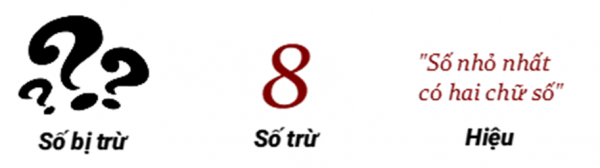 ???
8
"Số nhỏ nhất
có hai chữ số"
Số bị trừ
Số trừ
Hiệu